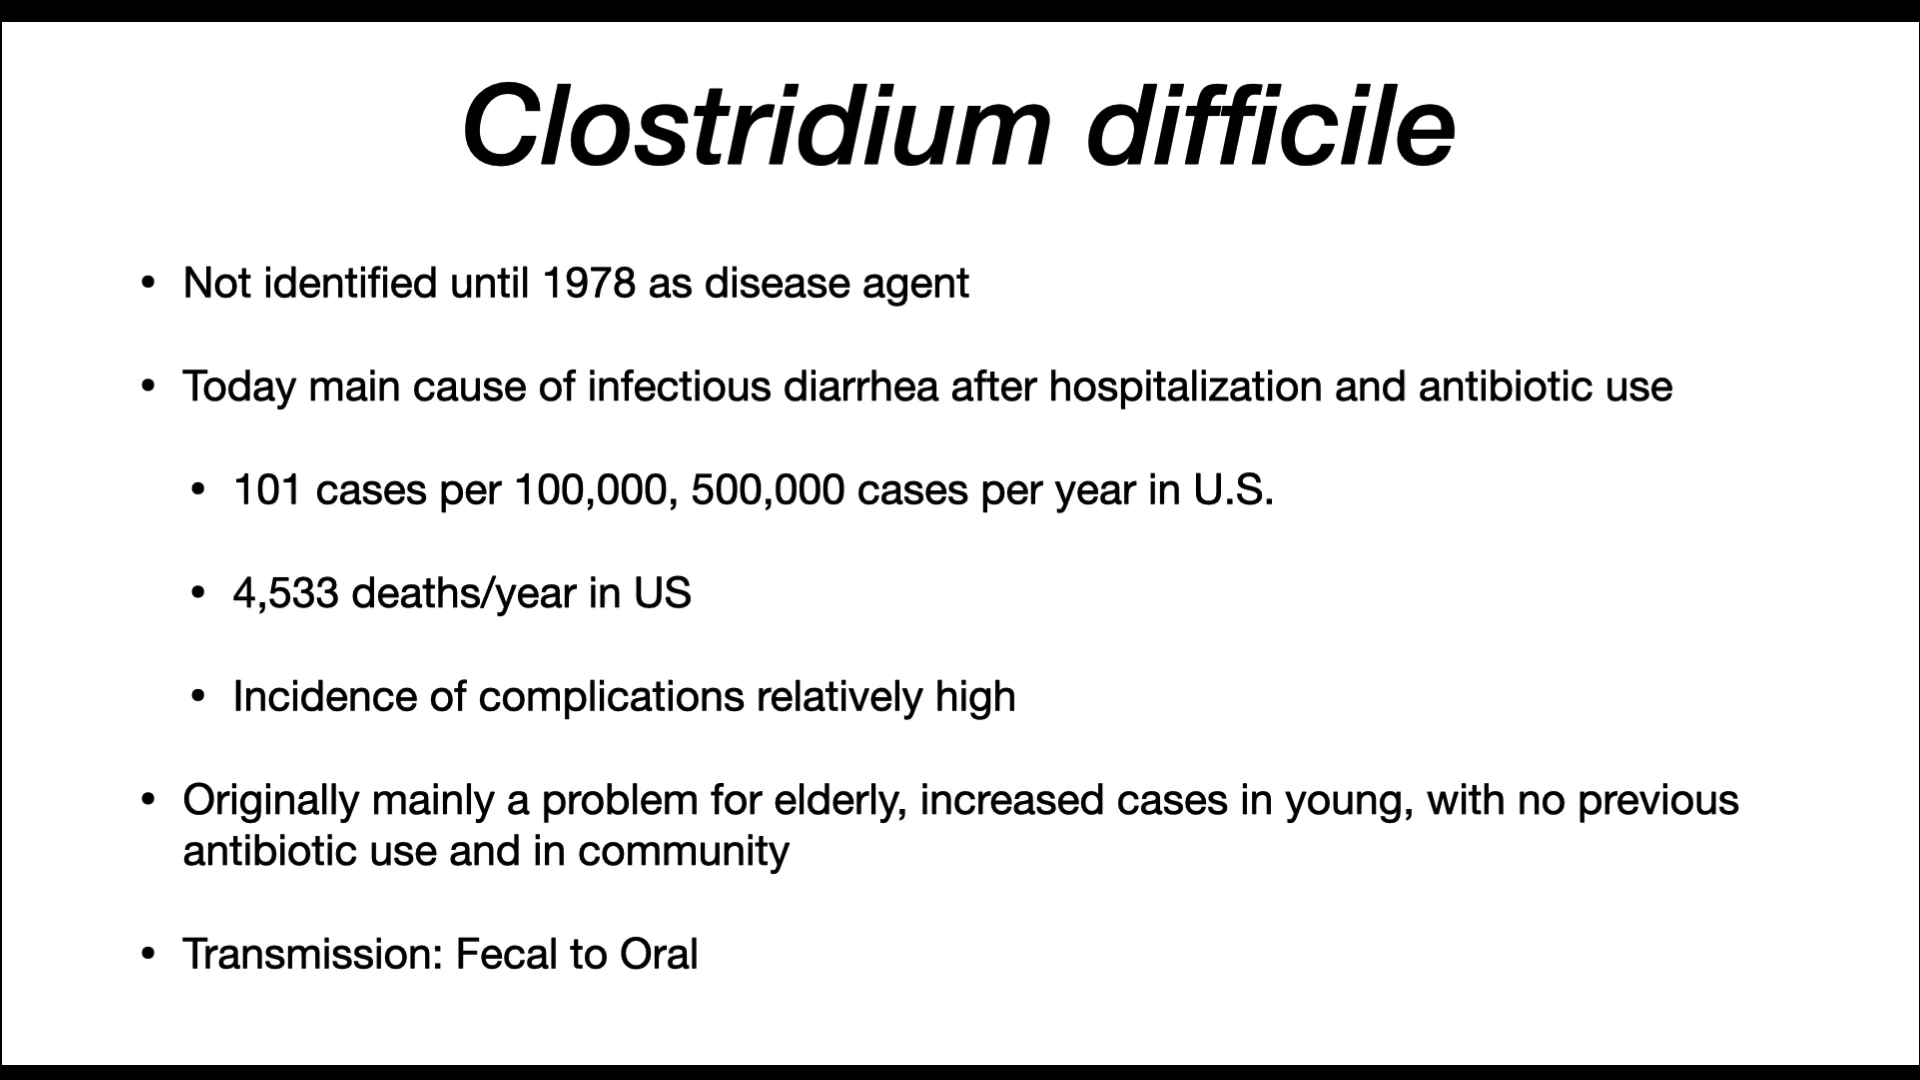 Clostridium difficile
• Not identified until 1978 as disease agent
• Today main cause of infectious diarrhea after hospitalization and antibiotic use
• 101 cases per 100,000, 500,000 cases per year in U.S.
• 4,533 deaths/year in US
• Incidence of complications relatively high
• Originally mainly a problem for elderly, increased cases in young, with no previous
antibiotic use and in community
• Transmission: Fecal to Oral